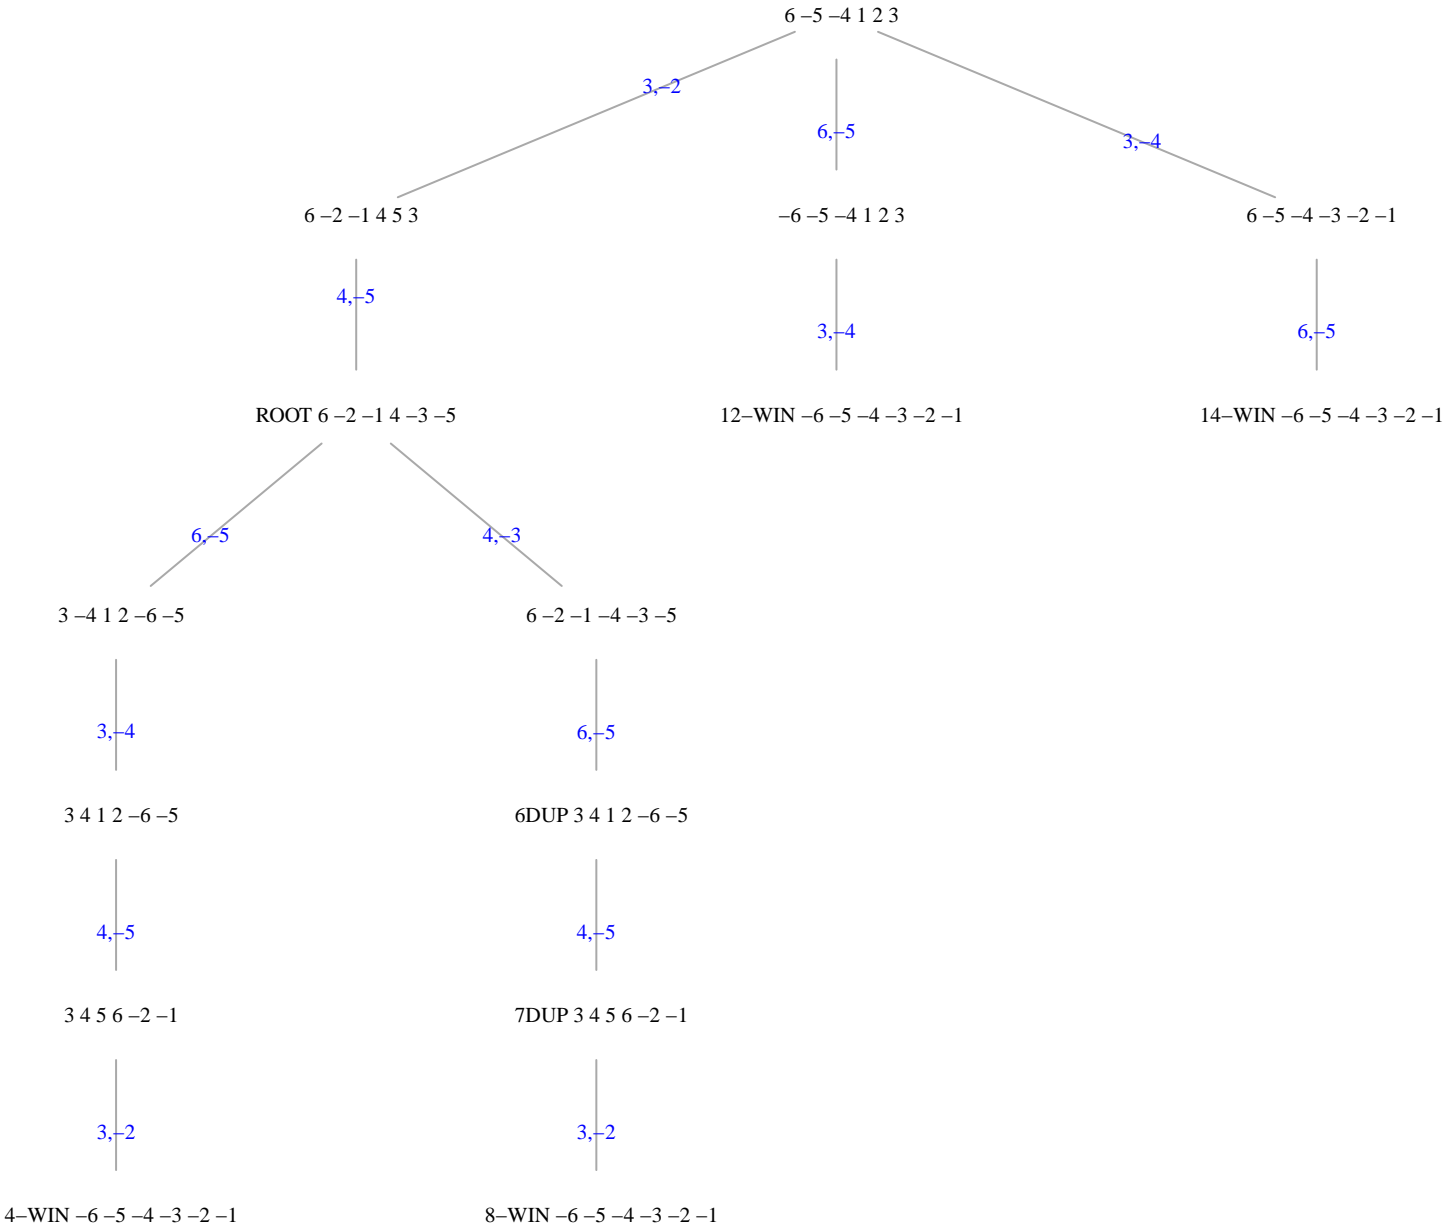 6 –5 –4 1 2 3
3,–2
6,–5
3,–4
6 –2 –1 4 5 3
–6 –5 –4 1 2 3
6 –5 –4 –3 –2 –1
4,–5
3,–4
6,–5
ROOT 6 –2 –1 4 –3 –5
12–WIN –6 –5 –4 –3 –2 –1
14–WIN –6 –5 –4 –3 –2 –1
6,–5
4,–3
3 –4 1 2 –6 –5
6 –2 –1 –4 –3 –5
3,–4
6,–5
3 4 1 2 –6 –5
6DUP 3 4 1 2 –6 –5
4,–5
4,–5
3 4 5 6 –2 –1
7DUP 3 4 5 6 –2 –1
3,–2
3,–2
4–WIN –6 –5 –4 –3 –2 –1
8–WIN –6 –5 –4 –3 –2 –1